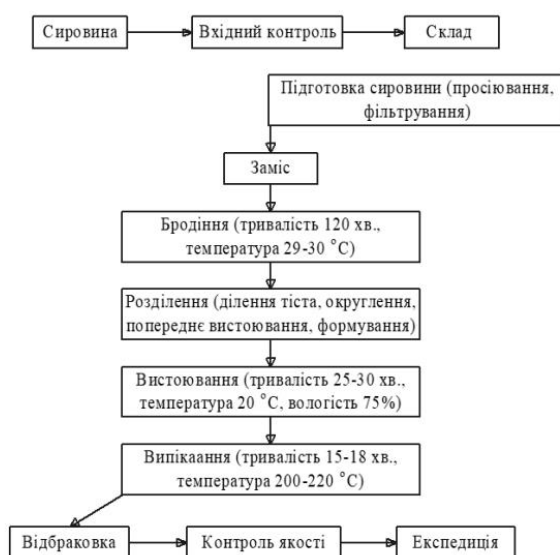 Сировина
Вхідний контроль
Склад
Підготовка сировини (просіювання,
фільтрування)
Заміс
Бродіння (тривалість 120 хв.,
температура 29-30 °С)
Розділення (ділення тіста, округлення,
попереднє вистоювання, формування)
Вистоювання (тривалість 25-30 хв.,
температура 20 °С, вологість 75%)
Випікаання (тривалість 15-18 хв.,
температура 200-220 °С)
Відбраковка
Контроль якості
Експедиція